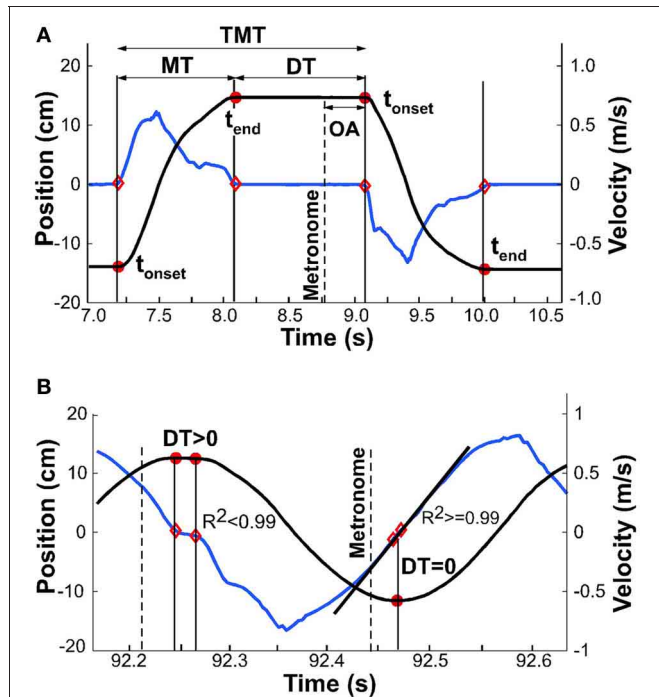 A
TMT
MT
DT
20
10
0
-10
-20
Position (cm)
t_end
t_onset
OA
t_onset
t_end
Metronome
1.0
0.5
0
-0.5
-1.0
Velocity (m/s)
7.0 7.5 8.0 8.5 9.0 9.5 10.0 10.5
Time (s)
B
20
10
0
-10
-20
Position (cm)
DT>0
R²<0.99
Metronome
R²>=0.99
DT=0
1
0.5
0
-0.5
-1
Velocity (m/s)
92.2 92.3 92.4 92.5 92.6
Time (s)